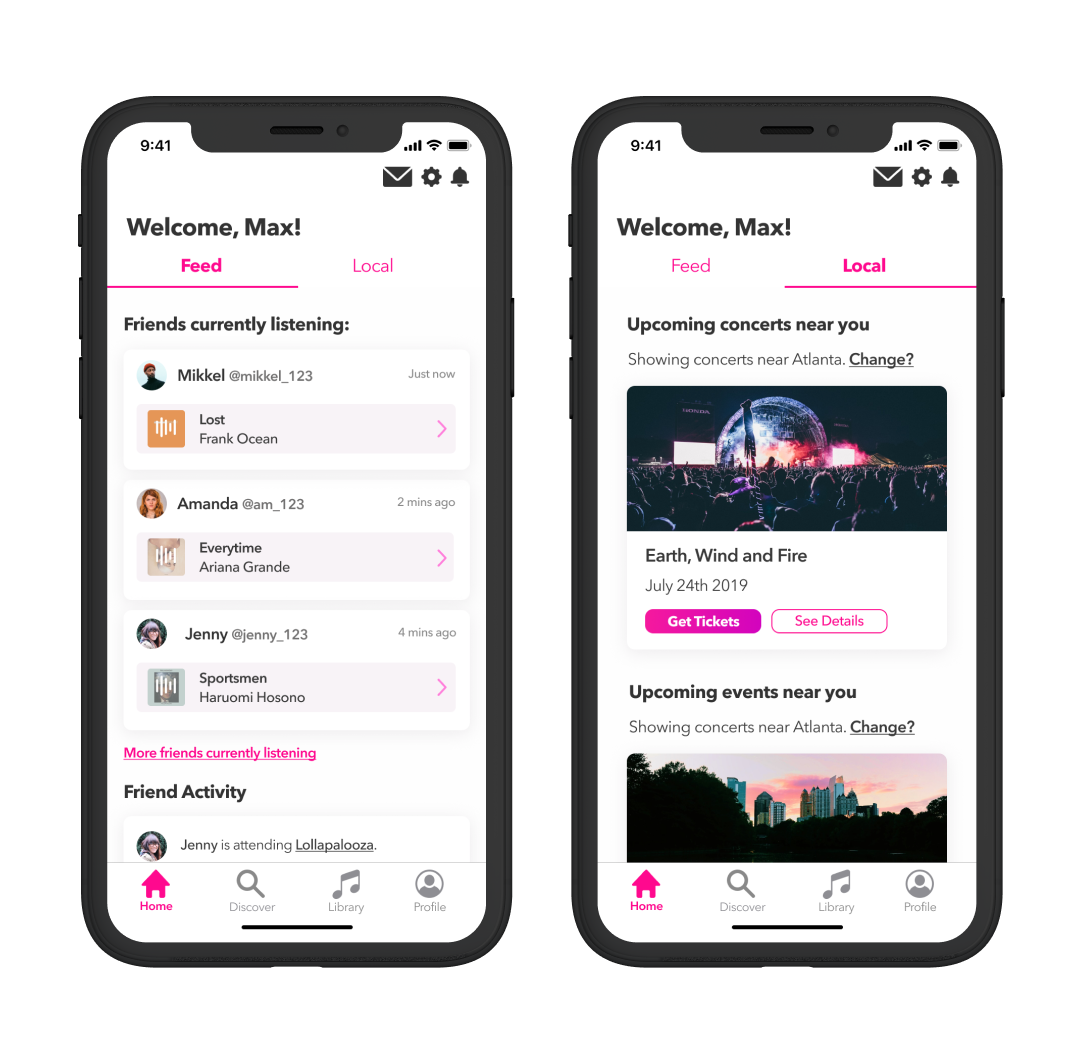 9:41
Welcome, Max!
Feed
Local
Friends currently listening:
Mikkel @mikkel_123
Just now
Lost
Frank Ocean
Amanda @am_123
2 mins ago
Everytime
Ariana Grande
Jenny @jenny_123
4 mins ago
Sportsmen
Haruomi Hosono
More friends currently listening
Friend Activity
Jenny is attending Lollapalooza.
Home
Discover
Library
Profile
9:41
Welcome, Max!
Feed
Local
Upcoming concerts near you
Showing concerts near Atlanta. Change?
HONDA
Earth, Wind and Fire
July 24th 2019
Get Tickets
See Details
Upcoming events near you
Showing concerts near Atlanta. Change?
Home
Discover
Library
Profile